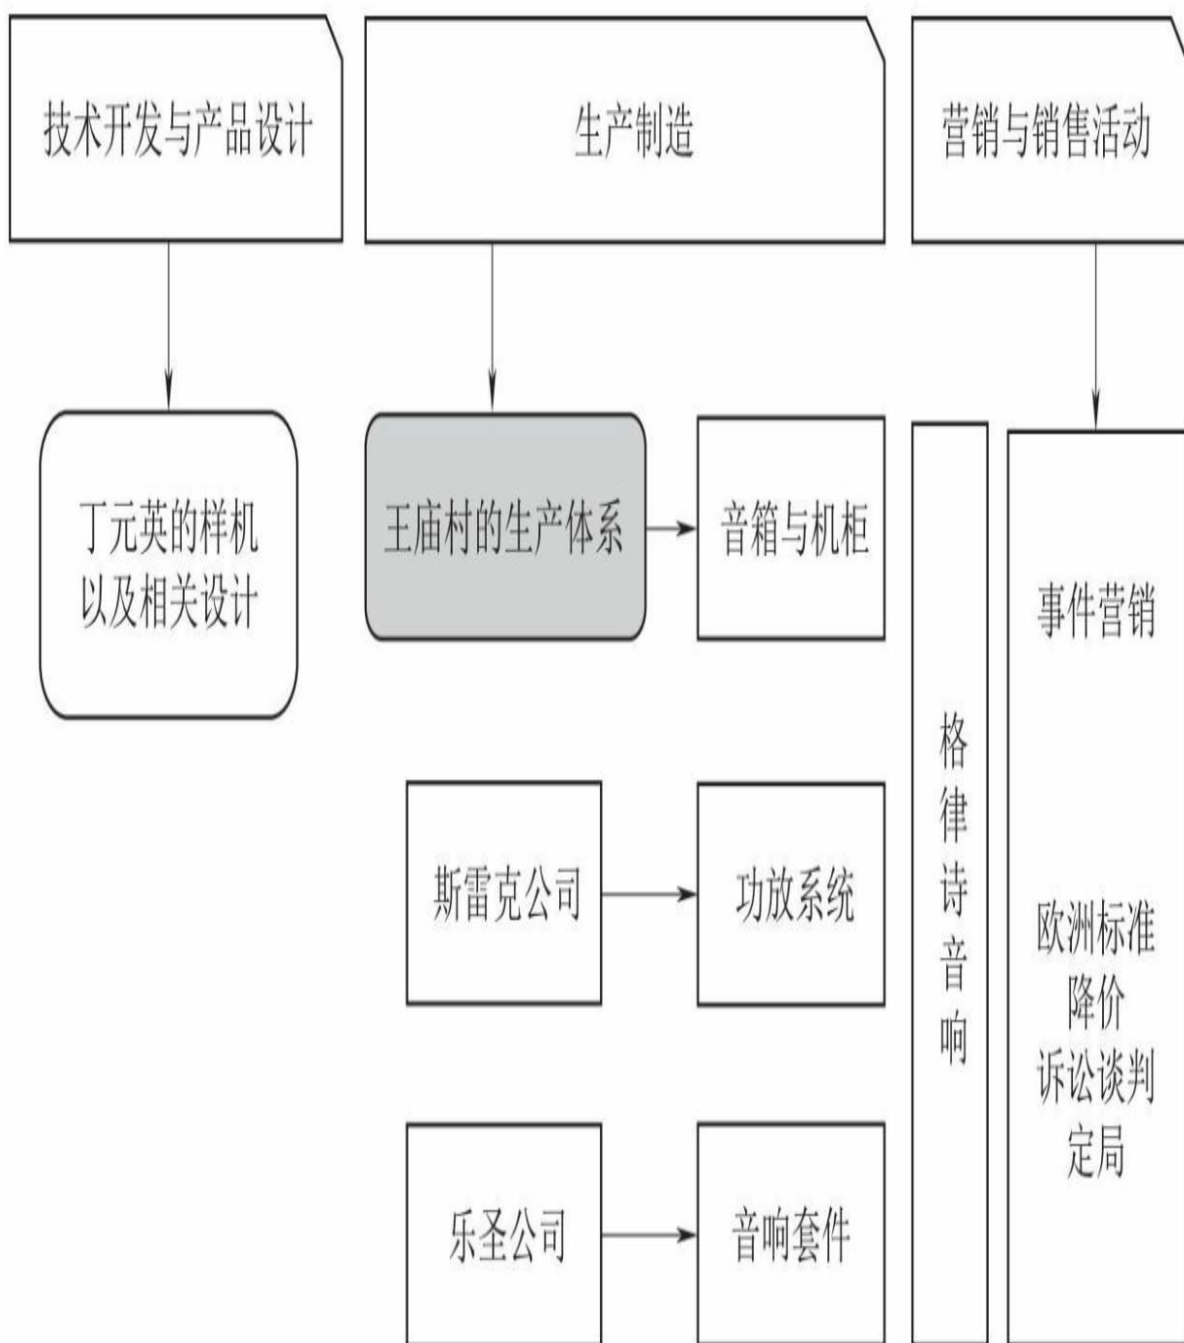 技术开发与产品设计
生产制造
营销与销售活动
丁元英的样机
以及相关设计
王庙村的生产体系
音箱与机柜
斯雷克公司
功放系统
乐圣公司
音响套件
格律诗音响
事件营销
欧洲标准
降价
诉讼谈判
定局